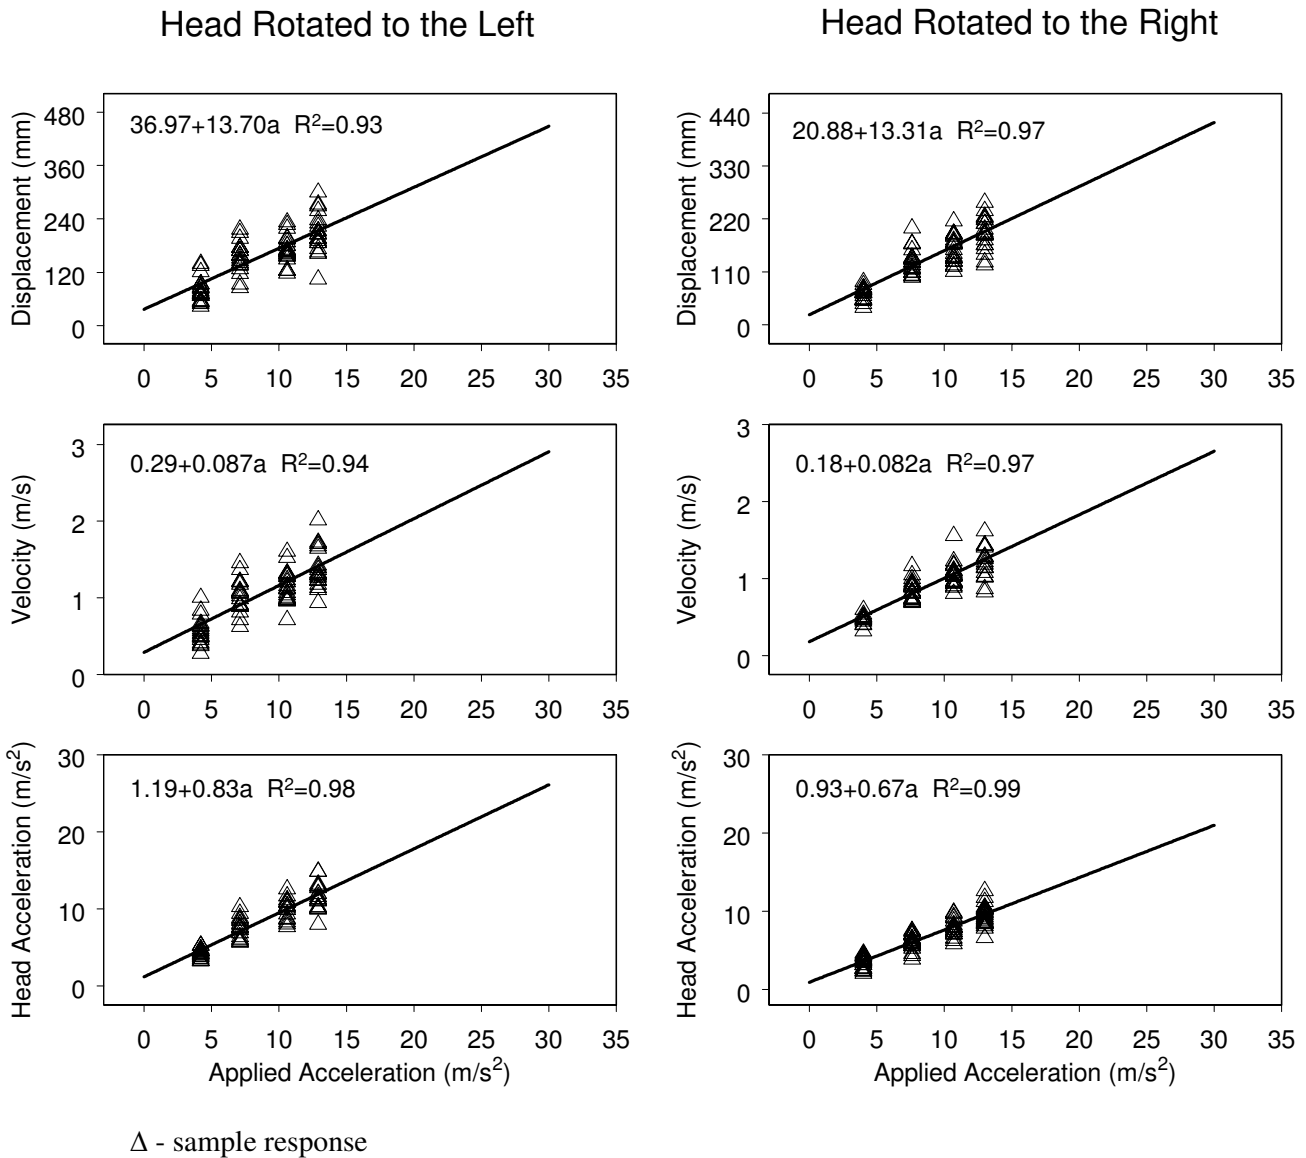 Head Rotated to the Left
Head Rotated to the Right
Displacement (mm)
480
360
240
120
0
36.97+13.70a R²=0.93
0 5 10 15 20 25 30 35
Displacement (mm)
440
330
220
110
0
20.88+13.31a R²=0.97
0 5 10 15 20 25 30 35
Velocity (m/s)
3
2
1
0
0.29+0.087a R²=0.94
0 5 10 15 20 25 30 35
Velocity (m/s)
3
2
1
0
0.18+0.082a R²=0.97
0 5 10 15 20 25 30 35
Head Acceleration (m/s²)
30
20
10
0
1.19+0.83a R²=0.98
0 5 10 15 20 25 30 35
Applied Acceleration (m/s²)
Head Acceleration (m/s²)
30
20
10
0
0.93+0.67a R²=0.99
0 5 10 15 20 25 30 35
Applied Acceleration (m/s²)
Δ - sample response